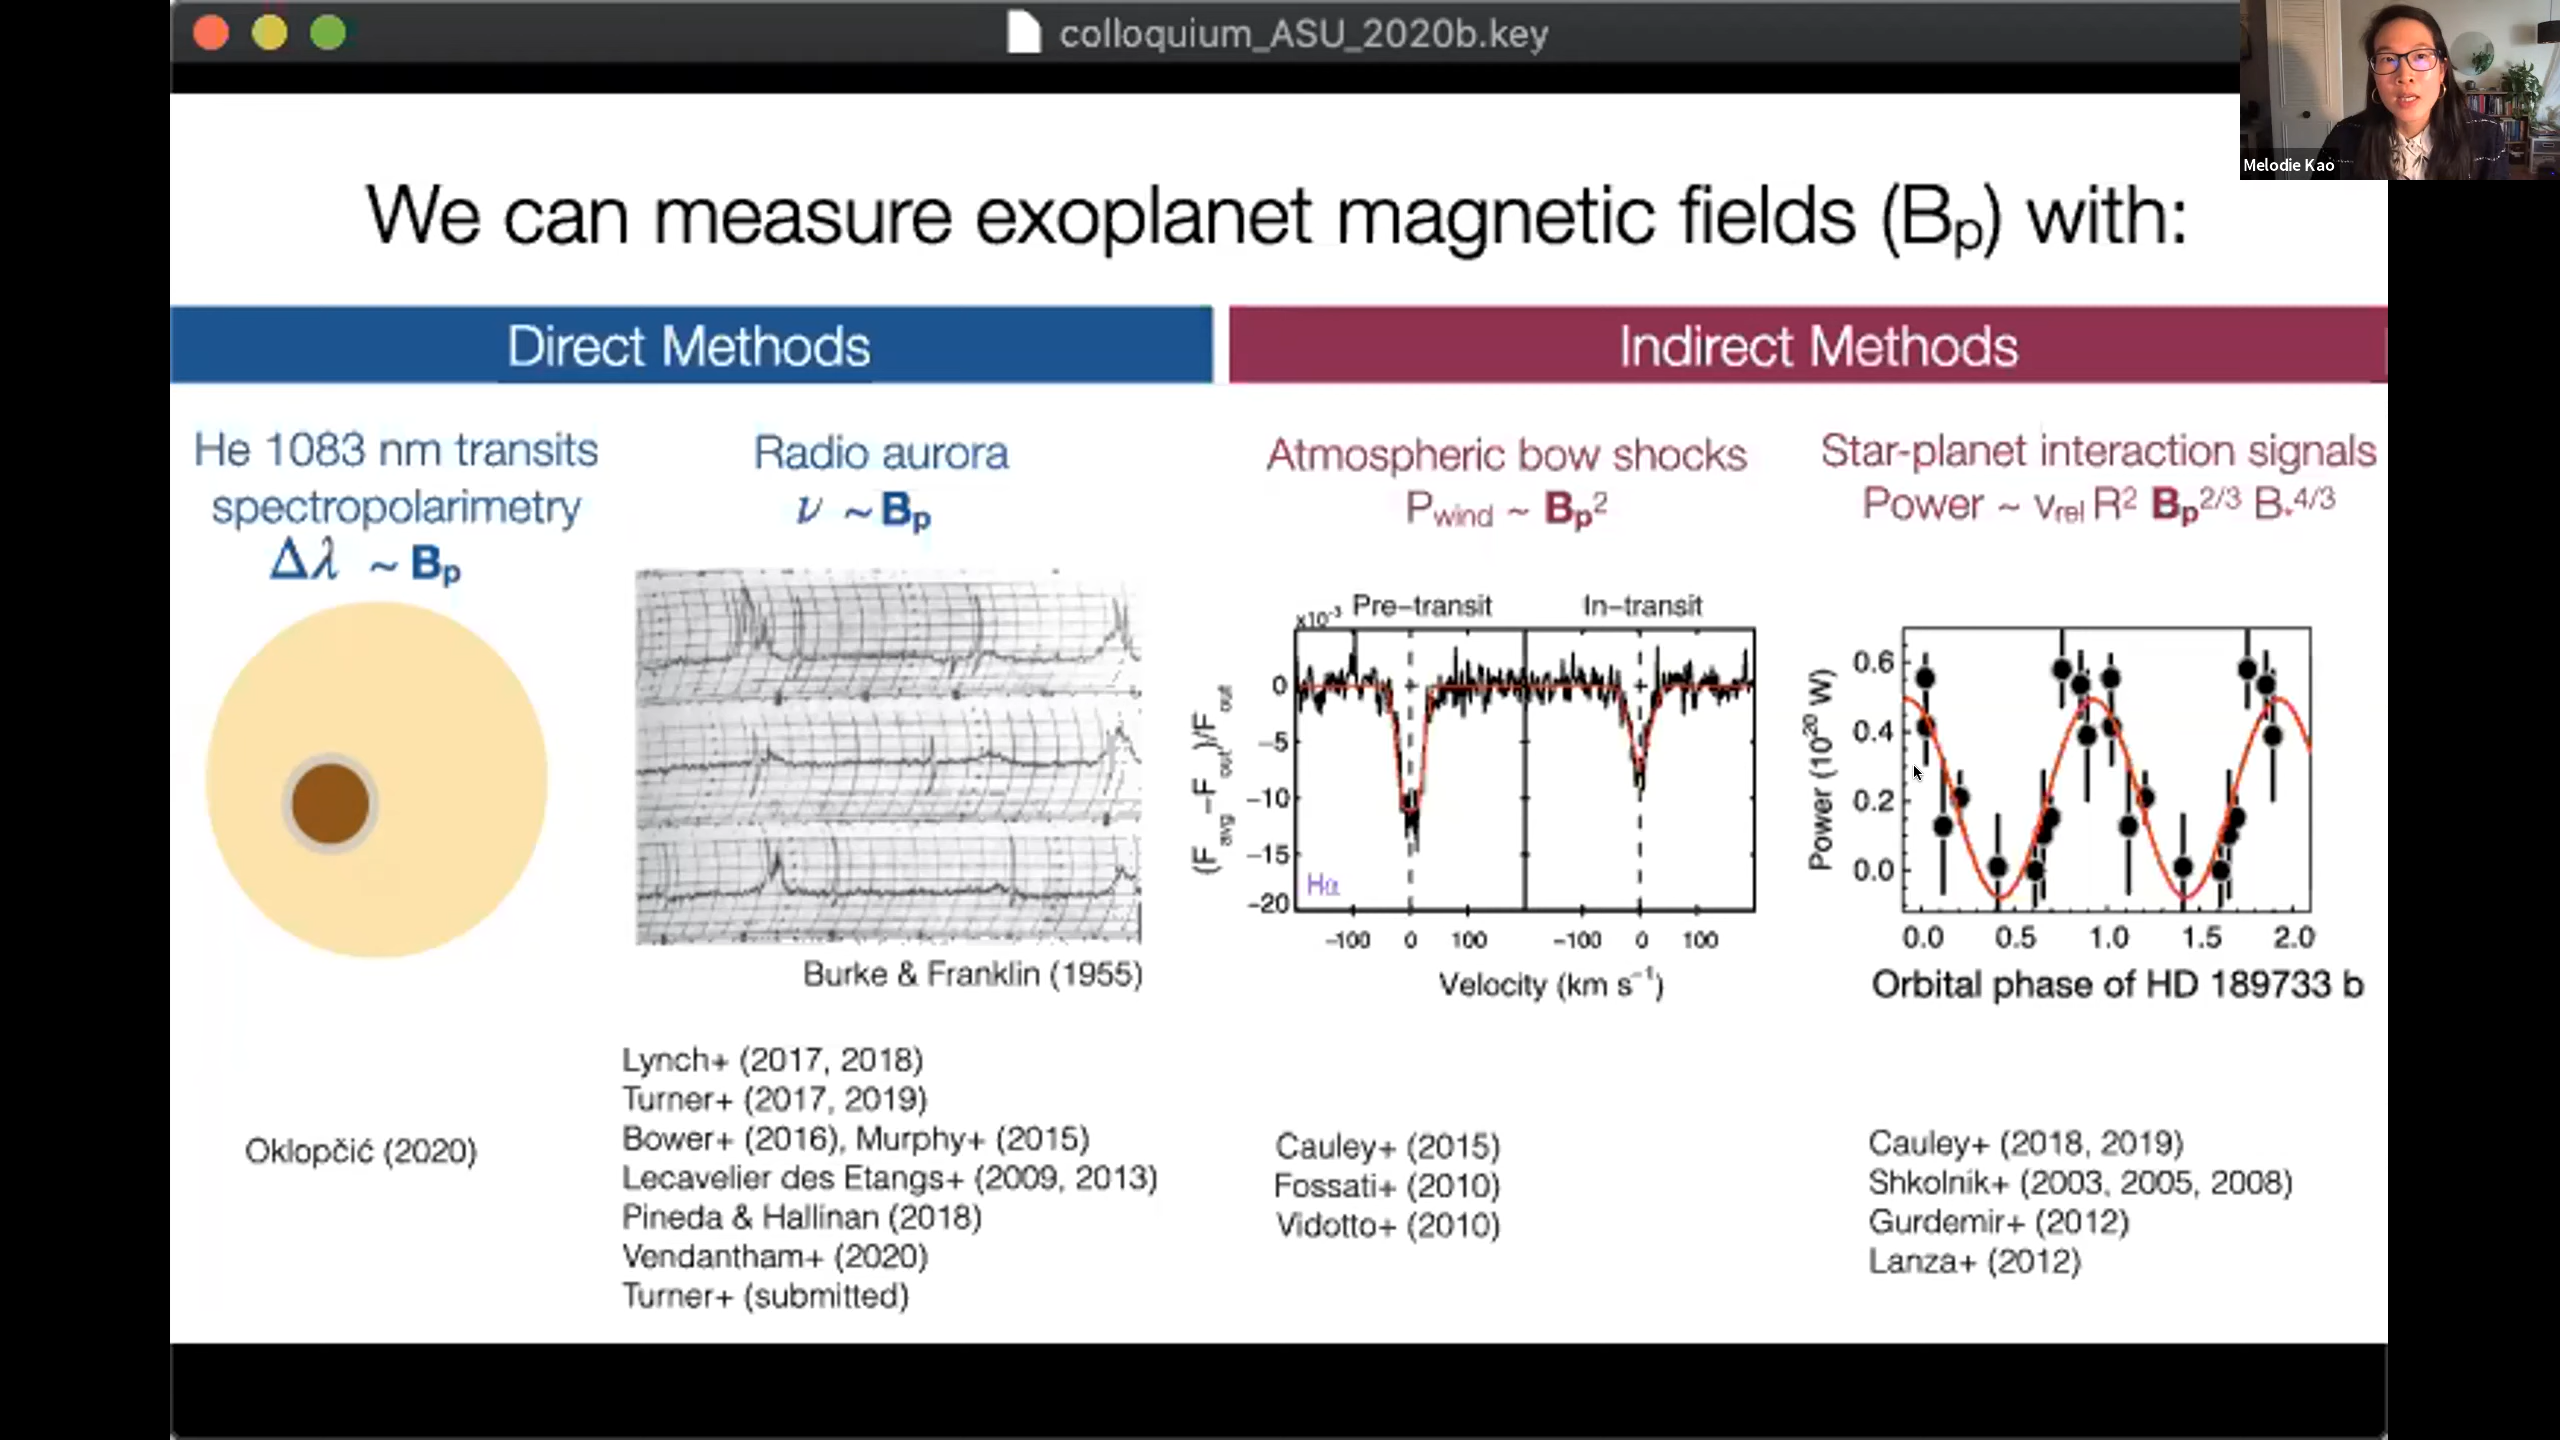 colloquium_ASU_2020b.key
Melodie Kao
We can measure exoplanet magnetic fields (Bp) with:
Direct Methods
Indirect Methods
He 1083 nm transits
spectropolarimetry
Δλ ~ Bp
Radio aurora
ν ~ Bp
Atmospheric bow shocks
Pwind ~ Bp²
Star-planet interaction signals
Power ~ vrel R² Bp^2/3 B*^4/3
Burke & Franklin (1955)
x10⁻³ Pre-transit In-transit
(Favg−Fout)/Fout
0
−5
−10
−15
−20
Hα
−100 0 100 −100 0 100
Velocity (km s⁻¹)
Power (10²⁰ W)
0.6
0.4
0.2
0.0
0.0 0.5 1.0 1.5 2.0
Orbital phase of HD 189733 b
Oklopčić (2020)
Lynch+ (2017, 2018)
Turner+ (2017, 2019)
Bower+ (2016), Murphy+ (2015)
Lecavelier des Etangs+ (2009, 2013)
Pineda & Hallinan (2018)
Vendantham+ (2020)
Turner+ (submitted)
Cauley+ (2015)
Fossati+ (2010)
Vidotto+ (2010)
Cauley+ (2018, 2019)
Shkolnik+ (2003, 2005, 2008)
Gurdemir+ (2012)
Lanza+ (2012)